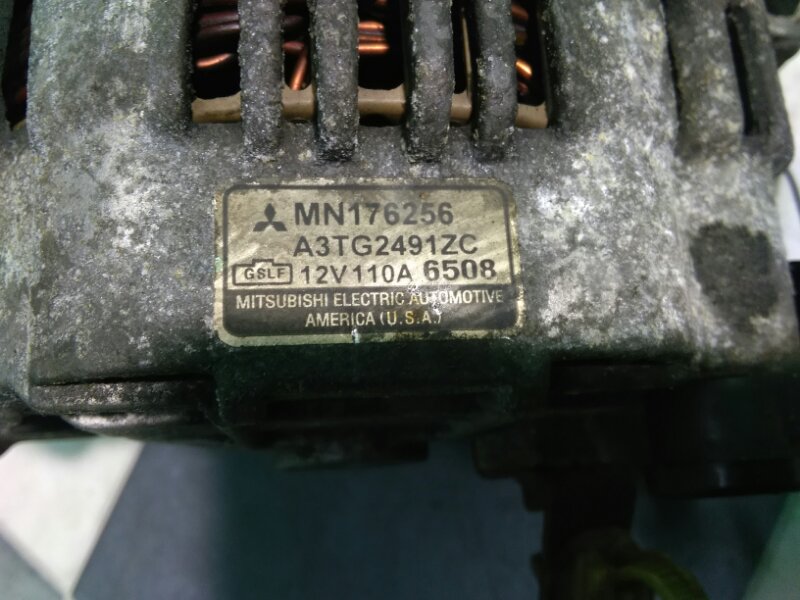 MN176256
A3TG2491ZC
GSLF 12V110A 6508
MITSUBISHI ELECTRIC AUTOMOTIVE
AMERICA (U.S.A.)